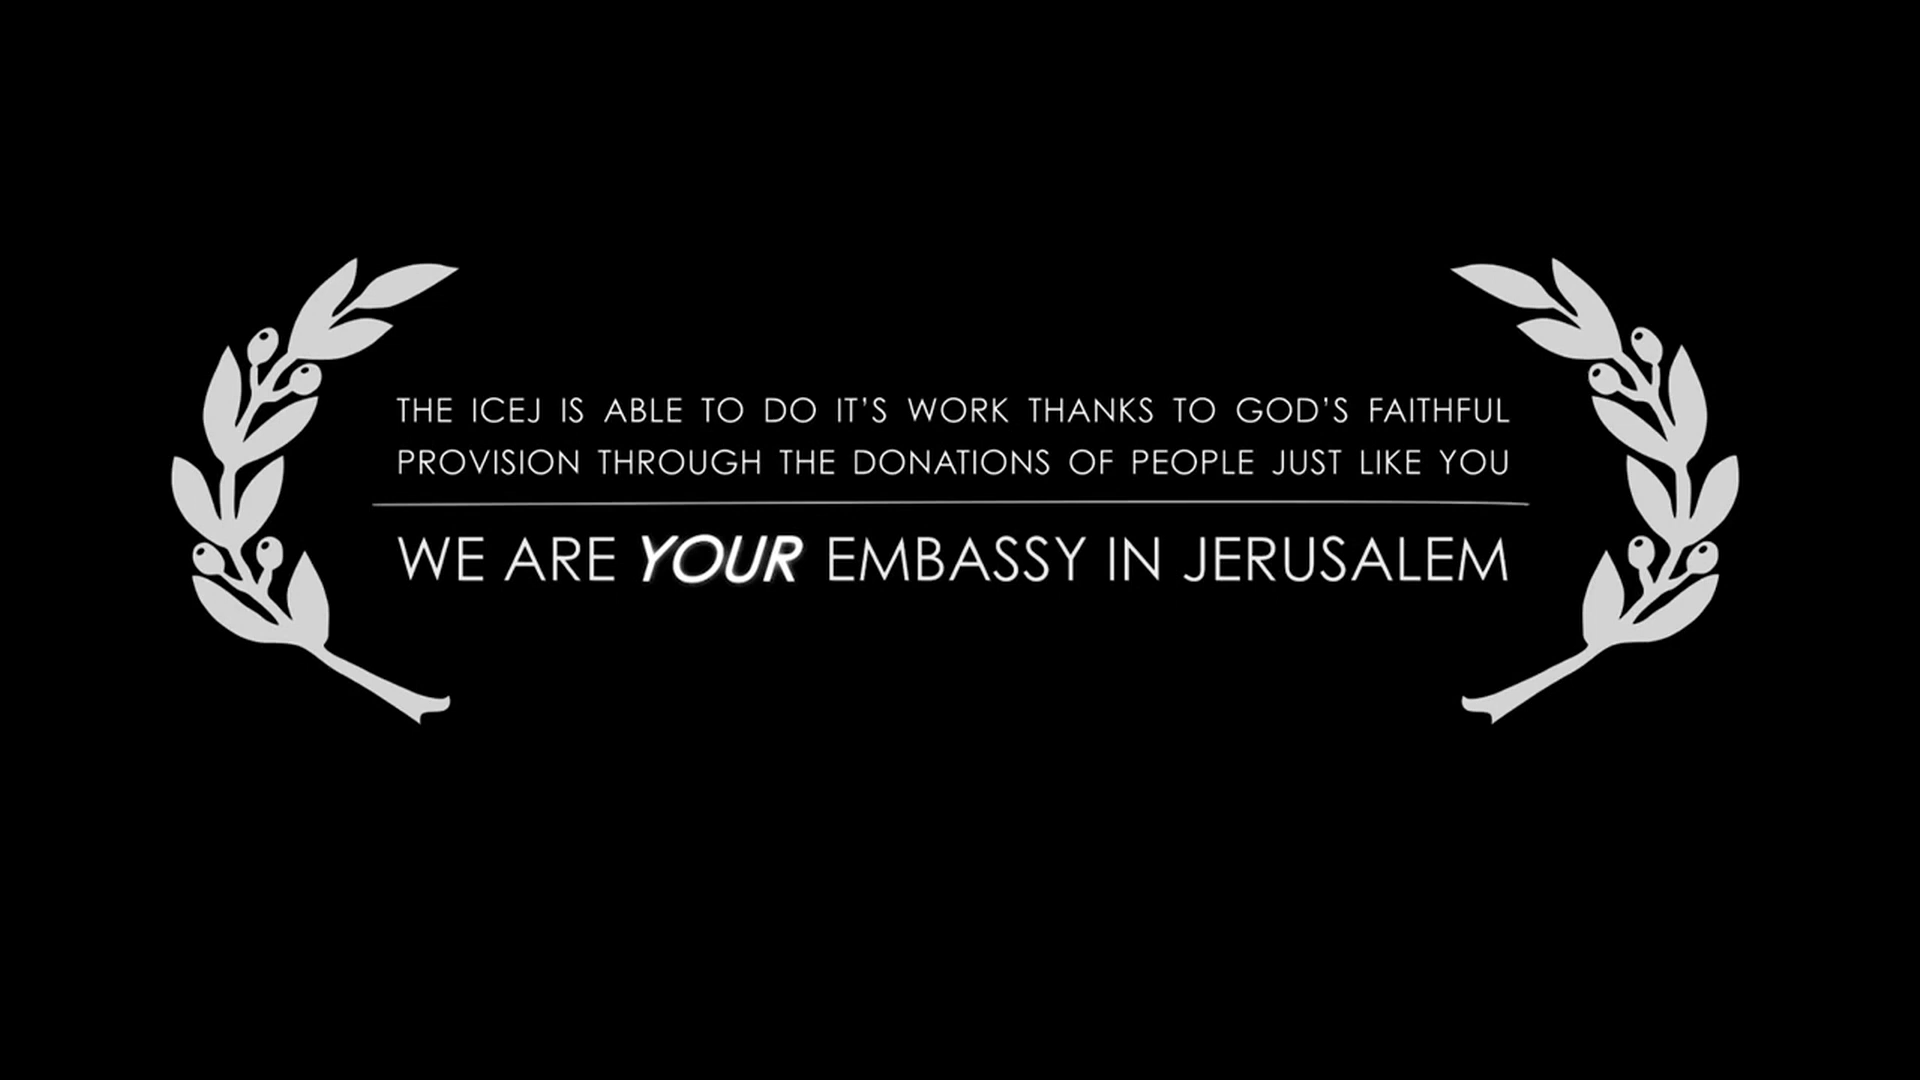 THE ICEJ IS ABLE TO DO IT’S WORK THANKS TO GOD’S FAITHFUL
PROVISION THROUGH THE DONATIONS OF PEOPLE JUST LIKE YOU
WE ARE YOUR EMBASSY IN JERUSALEM